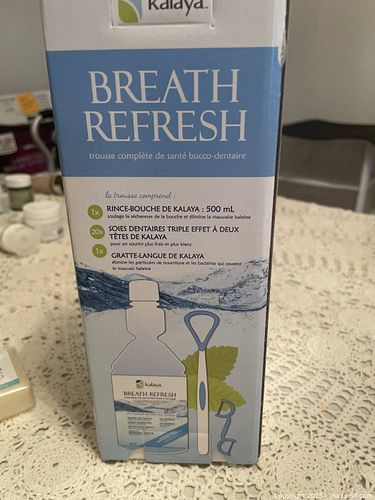 kalaya
BREATH
REFRESH
trousse complète de santé bucco-dentaire
la trousse comprend :
1x RINCE-BOUCHE DE KALAYA : 500 mL
soulage la sécheresse de la bouche et élimine la mauvaise haleine
20x SOIES DENTAIRES TRIPLE EFFET À DEUX
TÊTES DE KALAYA
pour un sourire plus frais et plus blanc
1x GRATTE-LANGUE DE KALAYA
élimine les particules de nourriture et les bactéries qui causent
la mauvaise haleine
kalaya
BREATH REFRESH